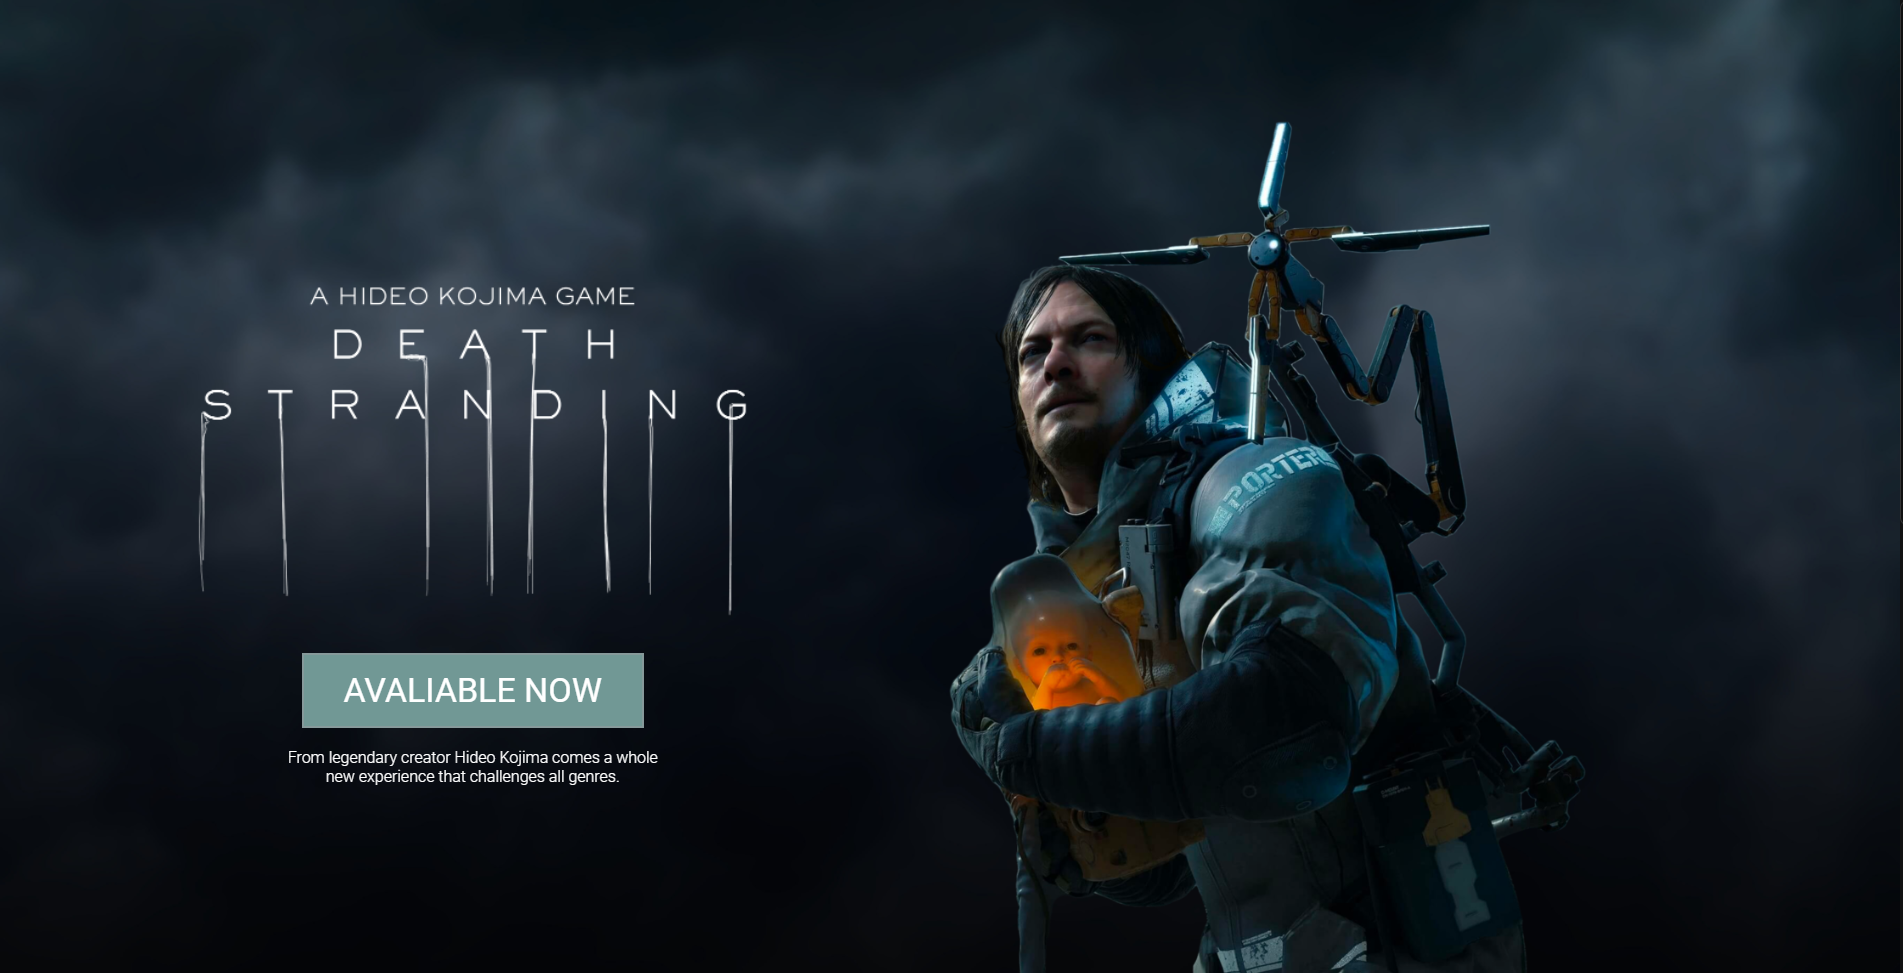 A HIDEO KOJIMA GAME
DEATH
STRANDING
PORTER
AVALIABLE NOW
From legendary creator Hideo Kojima comes a whole
new experience that challenges all genres.